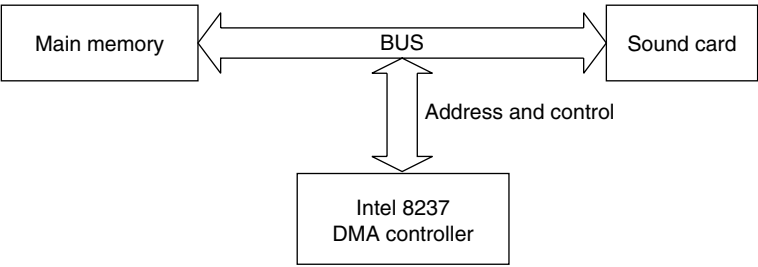 Main memory
BUS
Sound card
Address and control
Intel 8237
DMA controller